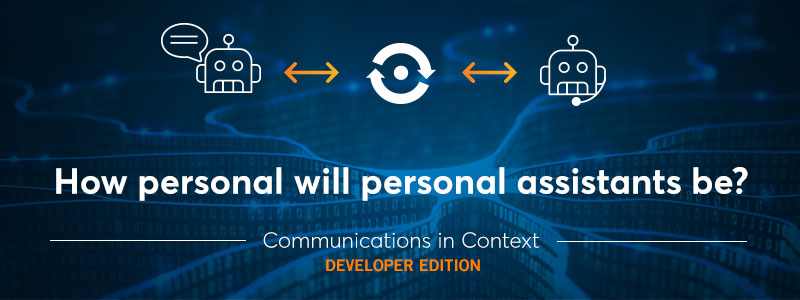 How personal will personal assistants be?
Communications in Context
DEVELOPER EDITION